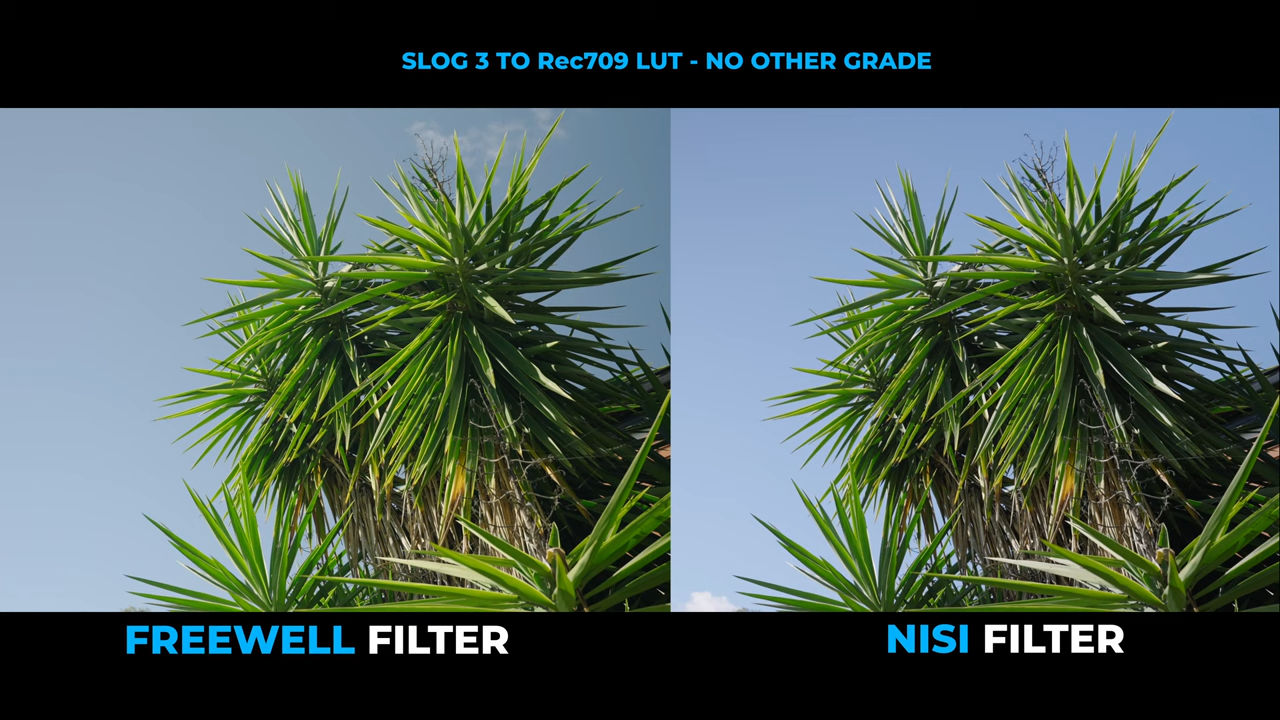 SLOG 3 TO Rec709 LUT - NO OTHER GRADE
FREEWELL FILTER
NISI FILTER